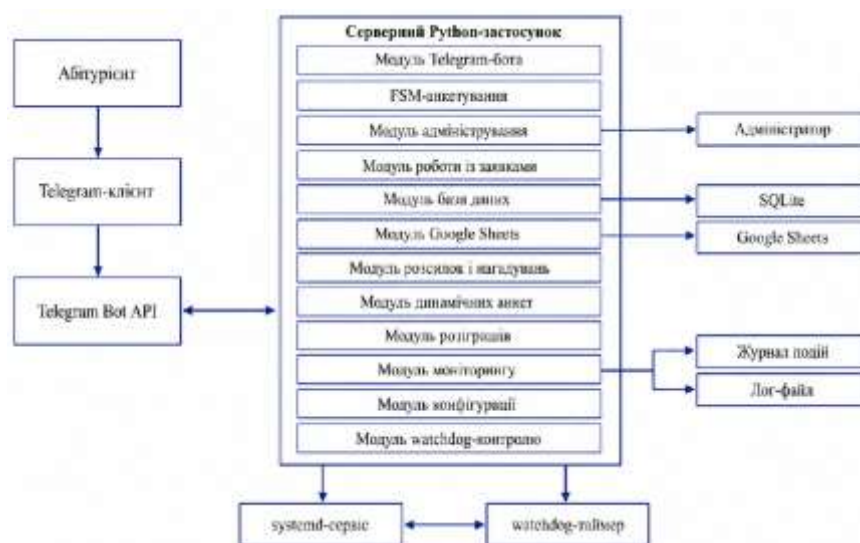 Серверний Python-застосунок
Абітурієнт
Telegram-клієнт
Telegram Bot API
Модуль Telegram-бота
FSM-анкетування
Модуль адміністрування
Модуль роботи із заявками
Модуль бази даних
Модуль Google Sheets
Модуль розсилок і нагадувань
Модуль динамічних анкет
Модуль розіграшів
Модуль моніторингу
Модуль конфігурації
Модуль watchdog-контролю
Адміністратор
SQLite
Google Sheets
Журнал подій
Лог-файл
systemd-сервіс
watchdog-таймер